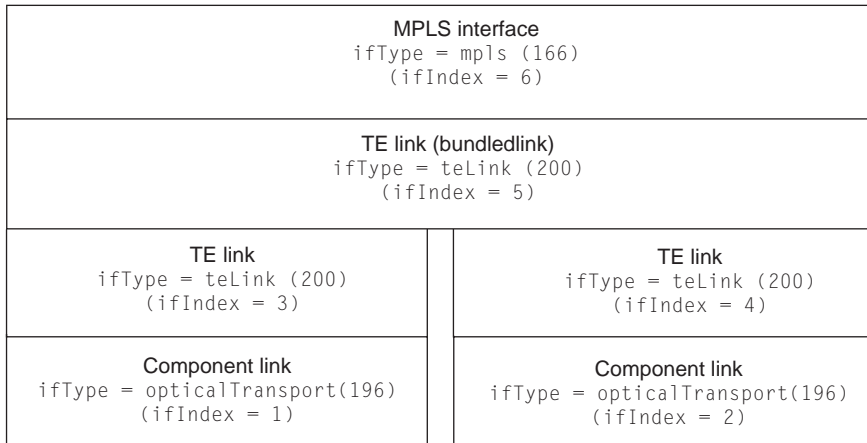 MPLS interface
ifType = mpls (166)
(ifIndex = 6)
TE link (bundledlink)
ifType = teLink (200)
(ifIndex = 5)
TE link
ifType = teLink (200)
(ifIndex = 3)
TE link
ifType = teLink (200)
(ifIndex = 4)
Component link
ifType = opticalTransport(196)
(ifIndex = 1)
Component link
ifType = opticalTransport(196)
(ifIndex = 2)